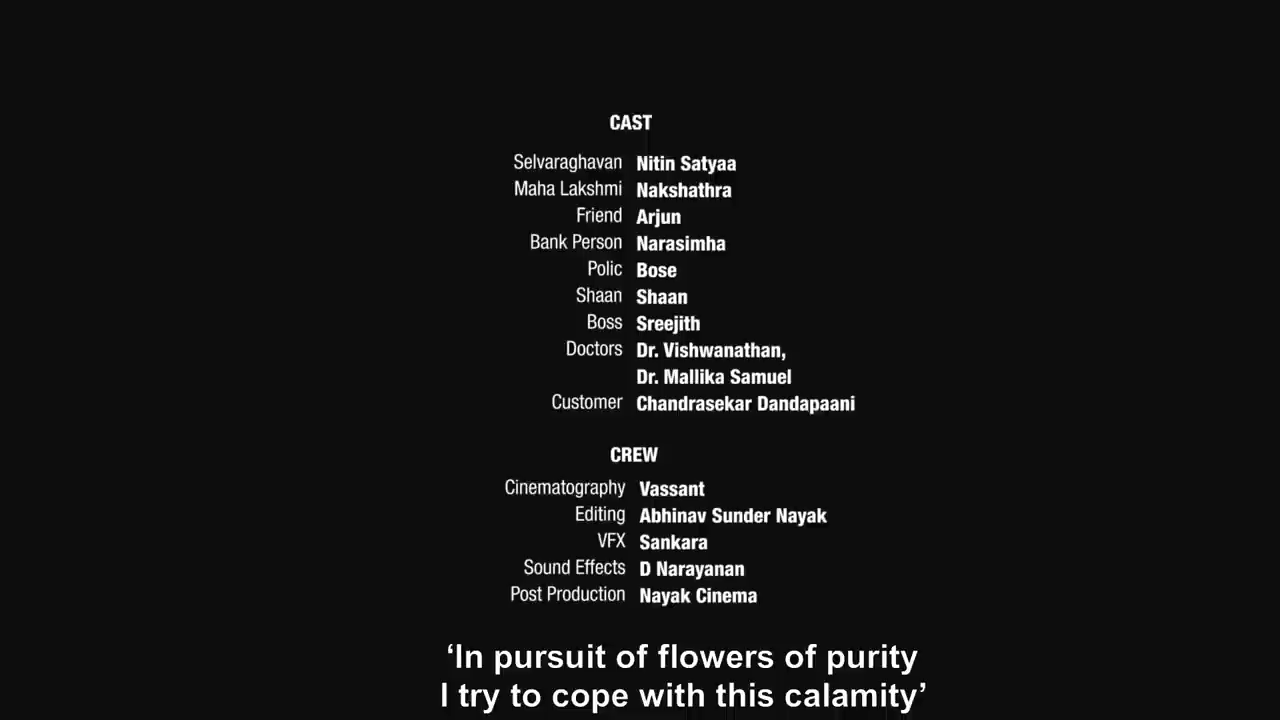 CAST
Selvaraghavan Nitin Satyaa
Maha Lakshmi Nakshathra
Friend Arjun
Bank Person Narasimha
Polic Bose
Shaan Shaan
Boss Sreejith
Doctors Dr. Vishwanathan,
Dr. Mallika Samuel
Customer Chandrasekar Dandapaani
CREW
Cinematography Vassant
Editing Abhinav Sunder Nayak
VFX Sankara
Sound Effects D Narayanan
Post Production Nayak Cinema
‘In pursuit of flowers of purity
I try to cope with this calamity’